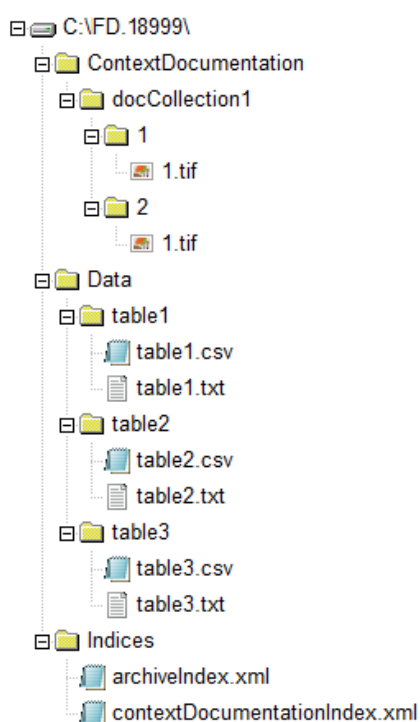 C:\FD.18999\
ContextDocumentation
docCollection1
1
1.tif
2
1.tif
Data
table1
table1.csv
table1.txt
table2
table2.csv
table2.txt
table3
table3.csv
table3.txt
Indices
archiveIndex.xml
contextDocumentationIndex.xml